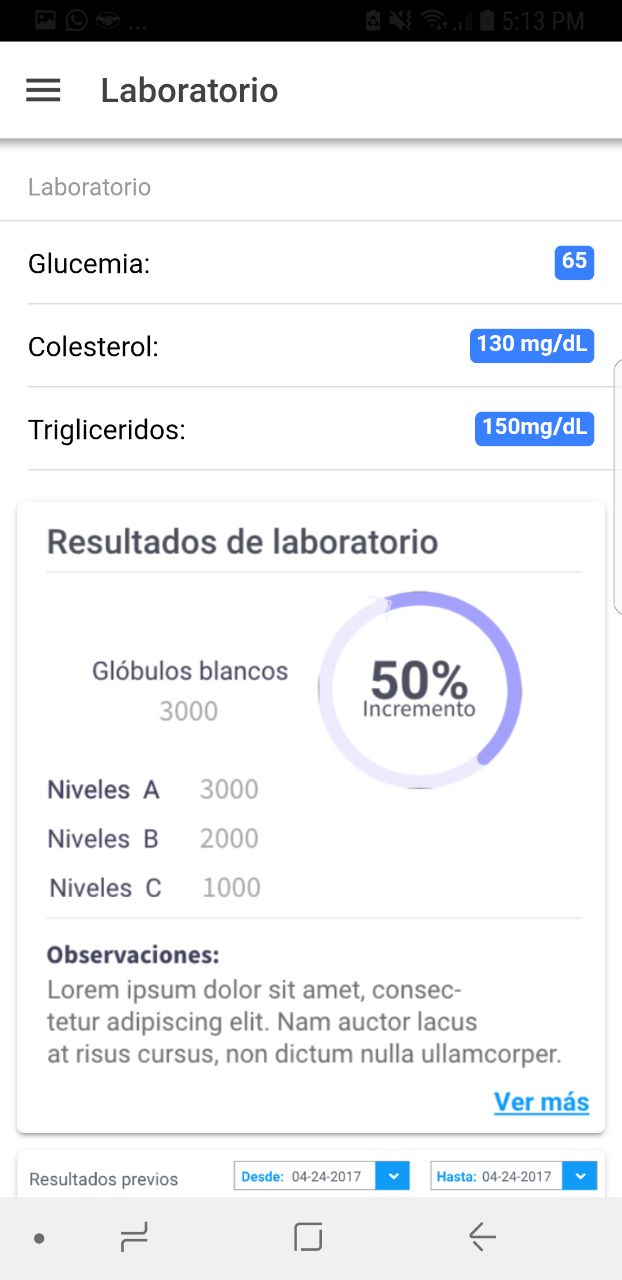 ... 5:13 PM
Laboratorio
Laboratorio
Glucemia: 65
Colesterol: 130 mg/dL
Trigliceridos: 150mg/dL
Resultados de laboratorio
Glóbulos blancos
3000
50%
Incremento
Niveles A 3000
Niveles B 2000
Niveles C 1000
Observaciones:
Lorem ipsum dolor sit amet, consec-
tetur adipiscing elit. Nam auctor lacus
at risus cursus, non dictum nulla ullamcorper.
Ver más
Resultados previos Desde: 04-24-2017 Hasta: 04-24-2017